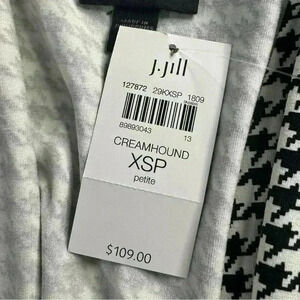 MADE IN
j.jill
127872 29KXSP 1809
89893043 13
CREAMHOUND
XSP
petite
$109.00